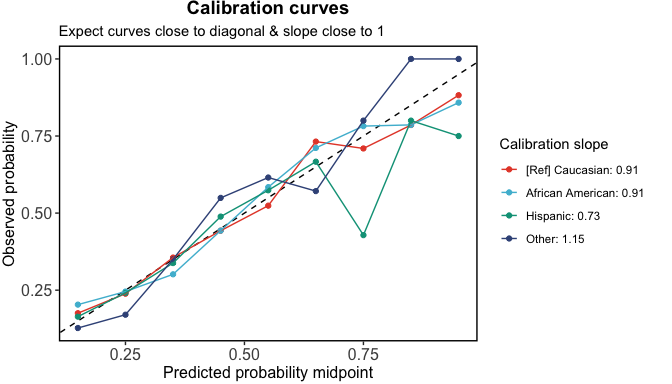 Calibration curves
Expect curves close to diagonal & slope close to 1
Observed probability
1.00
0.75
0.50
0.25
0.25 0.50 0.75
Predicted probability midpoint
Calibration slope
[Ref] Caucasian: 0.91
African American: 0.91
Hispanic: 0.73
Other: 1.15